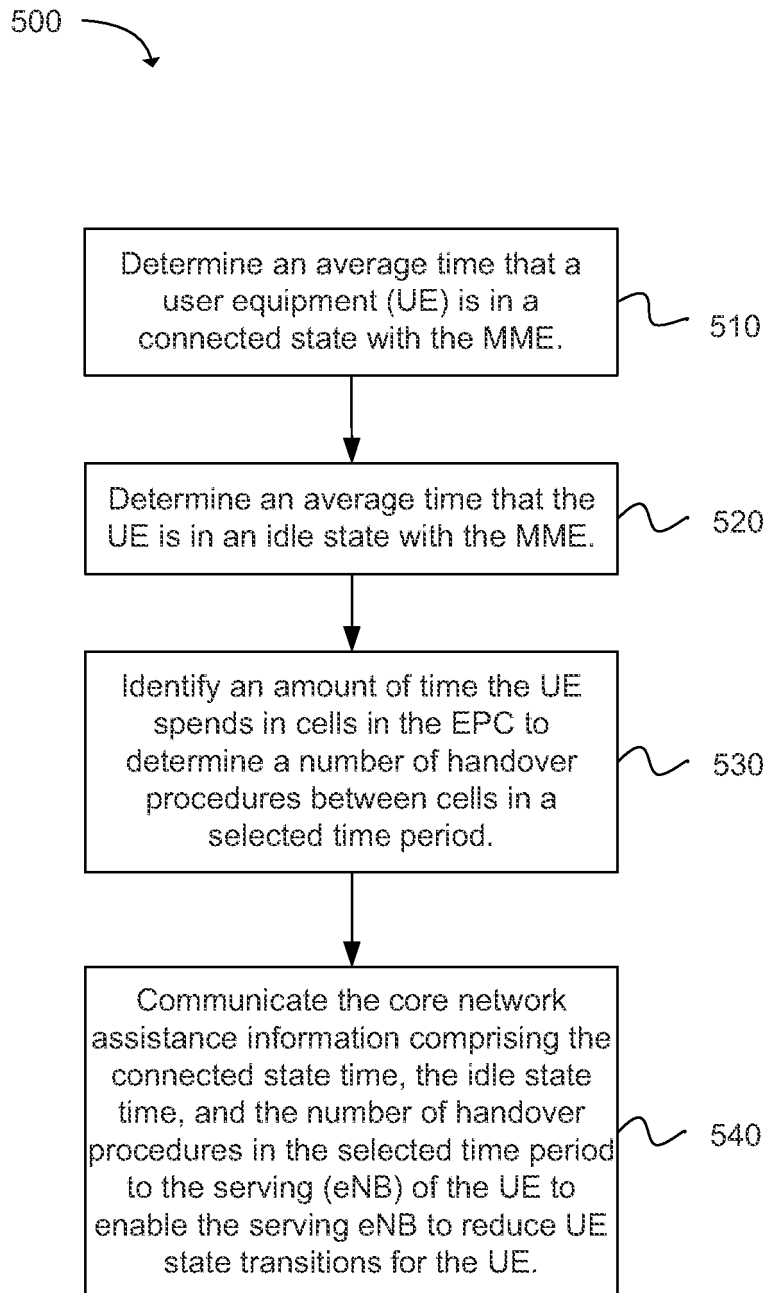 500
Determine an average time that a
user equipment (UE) is in a
connected state with the MME.
510
Determine an average time that the
UE is in an idle state with the MME.
520
Identify an amount of time the UE
spends in cells in the EPC to
determine a number of handover
procedures between cells in a
selected time period.
530
Communicate the core network
assistance information comprising the
connected state time, the idle state
time, and the number of handover
procedures in the selected time period
to the serving (eNB) of the UE to
enable the serving eNB to reduce UE
state transitions for the UE.
540